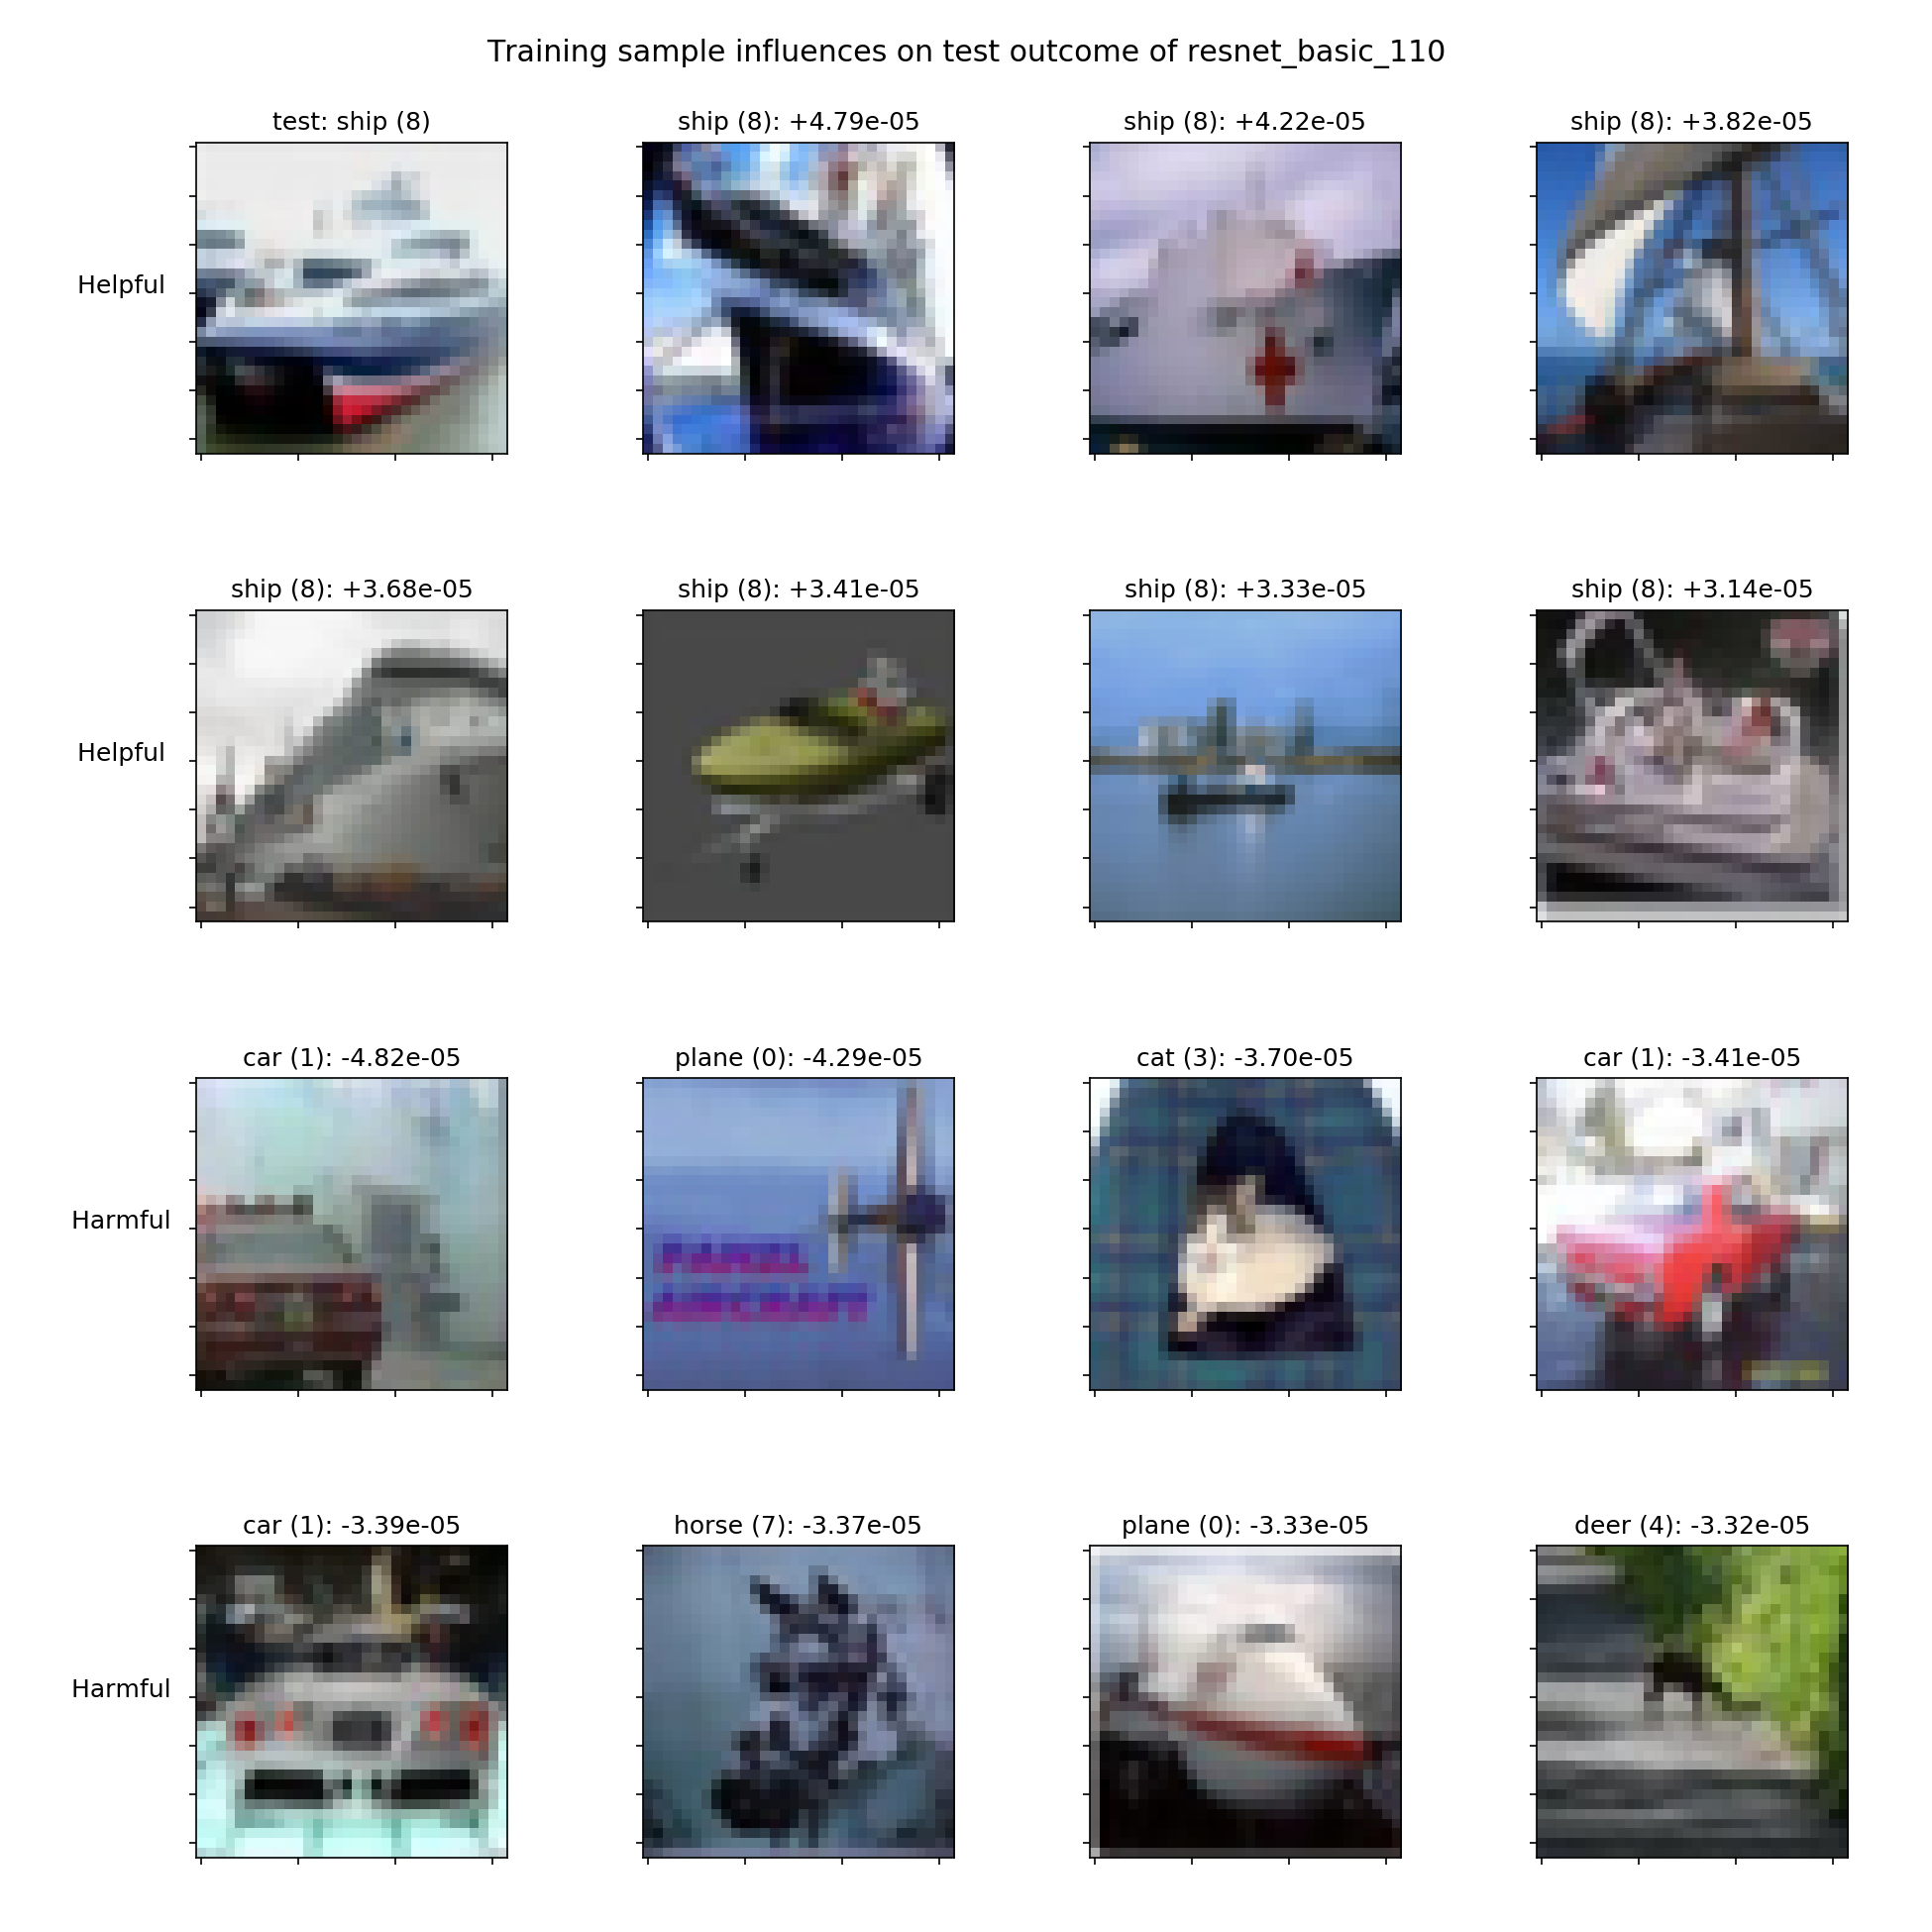 Training sample influences on test outcome of resnet_basic_110
test: ship (8)
ship (8): +4.79e-05
ship (8): +4.22e-05
ship (8): +3.82e-05
Helpful
ship (8): +3.68e-05
ship (8): +3.41e-05
ship (8): +3.33e-05
ship (8): +3.14e-05
Helpful
car (1): -4.82e-05
plane (0): -4.29e-05
cat (3): -3.70e-05
car (1): -3.41e-05
Harmful
AIRCRAFT
car (1): -3.39e-05
horse (7): -3.37e-05
plane (0): -3.33e-05
deer (4): -3.32e-05
Harmful